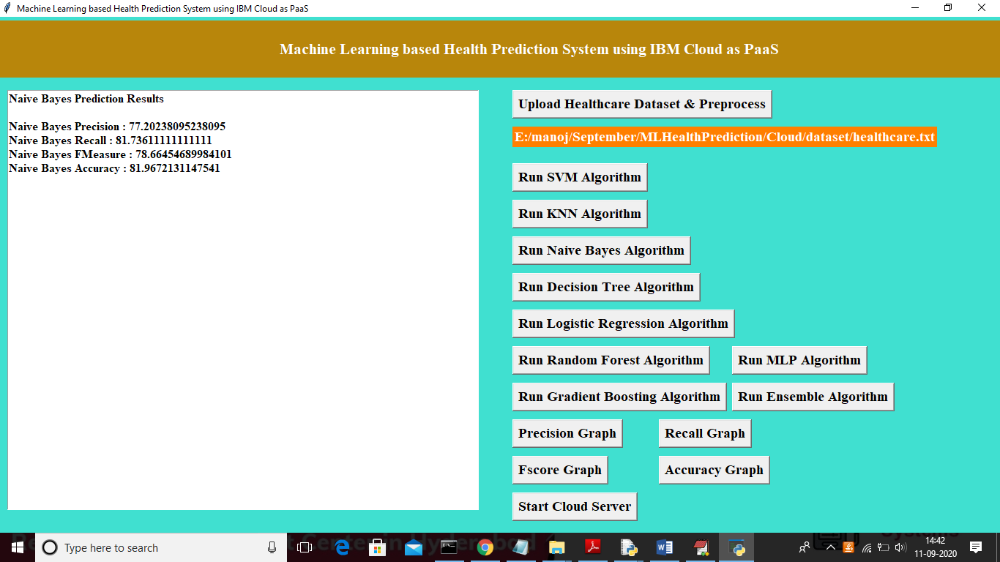 Machine Learning based Health Prediction System using IBM Cloud as PaaS
Machine Learning based Health Prediction System using IBM Cloud as PaaS
Naive Bayes Prediction Results
Naive Bayes Precision : 77.20238095238095
Naive Bayes Recall : 81.73611111111111
Naive Bayes FMeasure : 78.66454689984101
Naive Bayes Accuracy : 81.9672131147541
Upload Healthcare Dataset & Preprocess
E:/manoj/September/MLHealthPrediction/Cloud/dataset/healthcare.txt
Run SVM Algorithm
Run KNN Algorithm
Run Naive Bayes Algorithm
Run Decision Tree Algorithm
Run Logistic Regression Algorithm
Run Random Forest Algorithm
Run MLP Algorithm
Run Gradient Boosting Algorithm
Run Ensemble Algorithm
Precision Graph
Recall Graph
Fscore Graph
Accuracy Graph
Start Cloud Server
Type here to search
14:42
11-09-2020